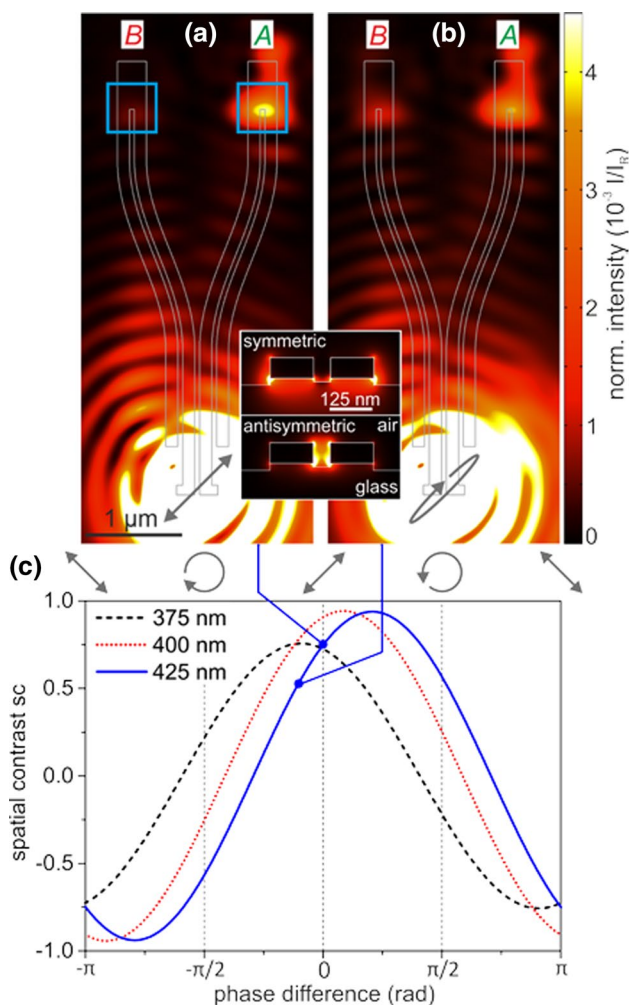 B (a) A
B (b) A
symmetric
125 nm
antisymmetric air
glass
1 µm
norm. intensity (10⁻³ I/I_R)
4
3
2
1
0
(c)
375 nm
400 nm
425 nm
spatial contrast sc
1.0
0.5
0.0
-0.5
-1.0
-π -π/2 0 π/2 π
phase difference (rad)